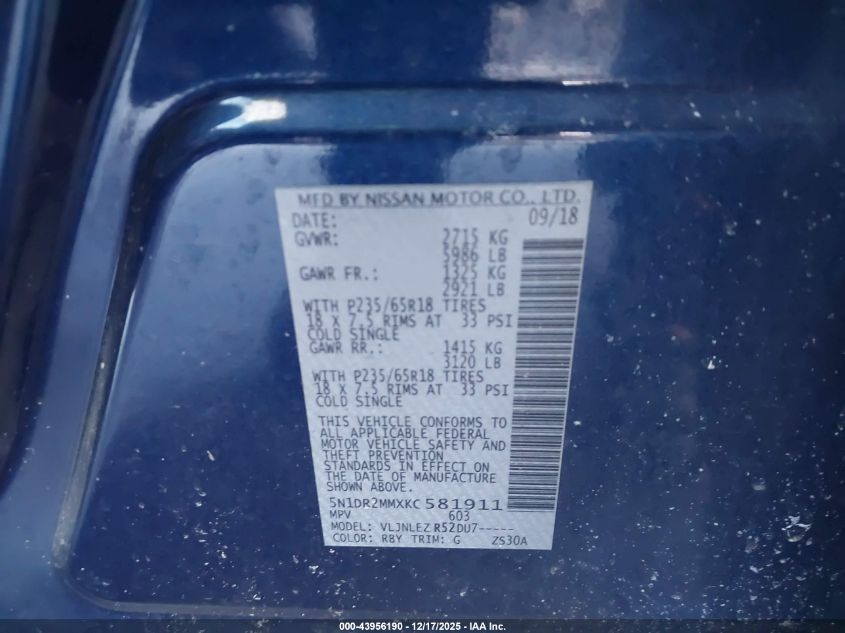 MFD BY NISSAN MOTOR CO., LTD.
DATE: 09/18
GVWR: 2715 KG
5986 LB
GAWR FR.: 1325 KG
2921 LB
WITH P235/65R18 TIRES
18 X 7.5 RIMS AT 33 PSI
COLD SINGLE
GAWR RR.: 1415 KG
3120 LB
WITH P235/65R18 TIRES
18 X 7.5 RIMS AT 33 PSI
COLD SINGLE
THIS VEHICLE CONFORMS TO
ALL APPLICABLE FEDERAL
MOTOR VEHICLE SAFETY AND
THEFT PREVENTION
STANDARDS IN EFFECT ON
THE DATE OF MANUFACTURE
SHOWN ABOVE.
5N1DR2MMXKC581911
MPV 603
MODEL: VLJNLEZ R52DU7-----
COLOR: RBY TRIM: G ZS30A
000-43956190 - 12/17/2025 - IAA Inc.